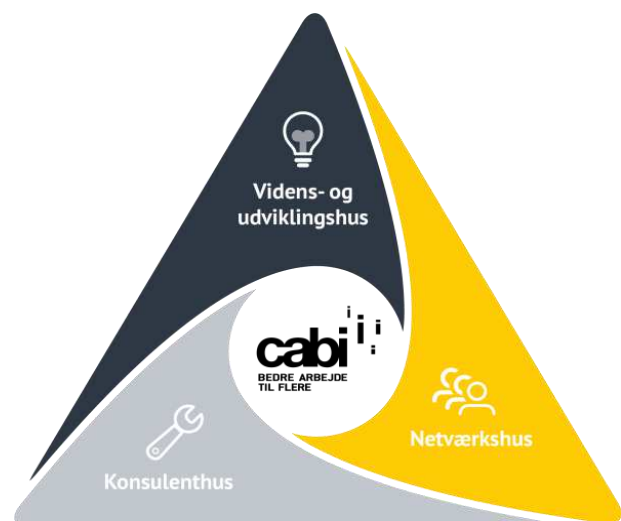 Videns- og
udviklingshus
cabi
BEDRE ARBEJDE
TIL FLERE
Netværkshus
Konsulenthus